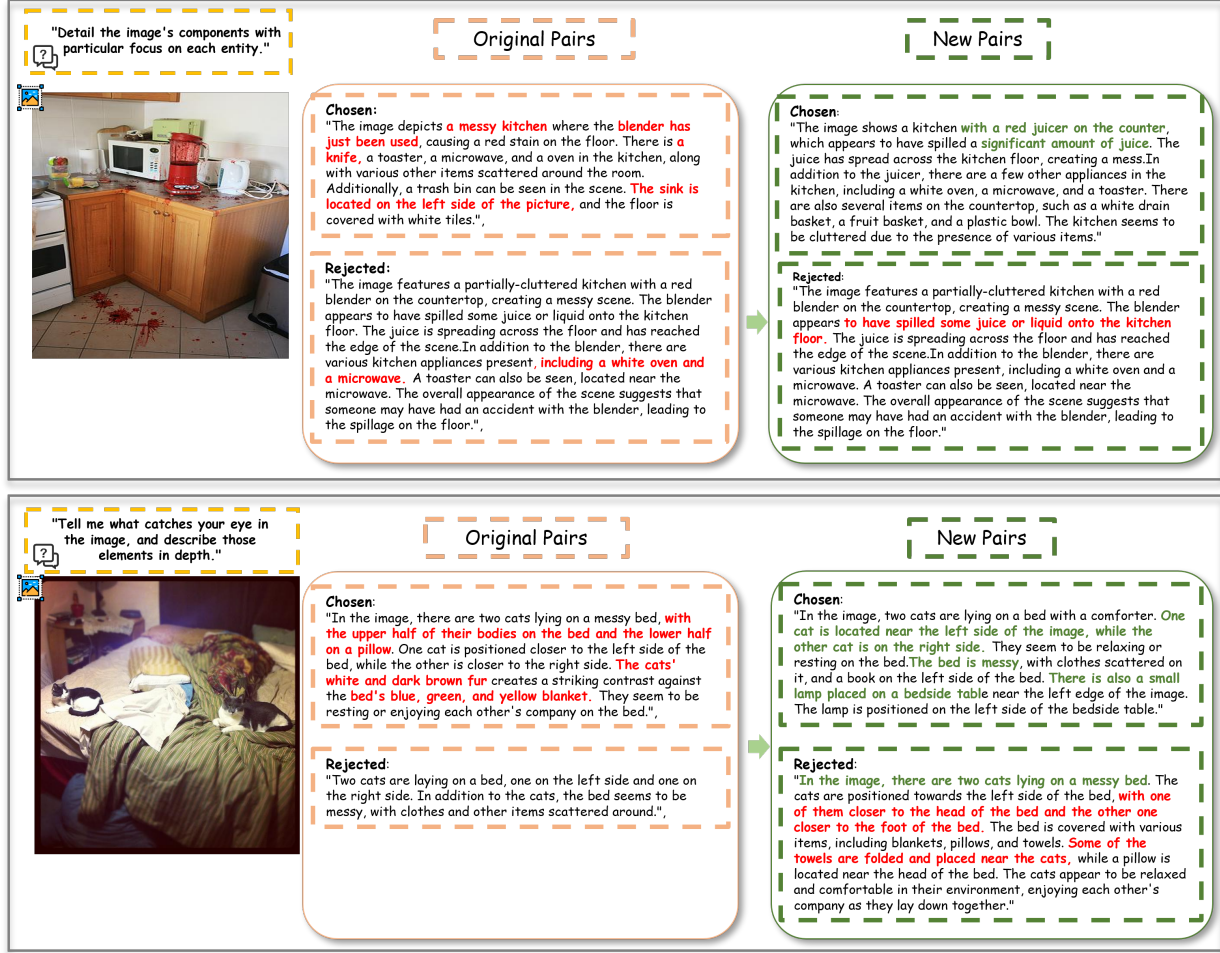 "Detail the image's components with
particular focus on each entity."
Original Pairs
New Pairs
Chosen:
"The image depicts a messy kitchen where the blender has
just been used, causing a red stain on the floor. There is a
knife, a toaster, a microwave, and a oven in the kitchen, along
with various other items scattered around the room.
Additionally, a trash bin can be seen in the scene. The sink is
located on the left side of the picture, and the floor is
covered with white tiles.",
Rejected:
"The image features a partially-cluttered kitchen with a red
blender on the countertop, creating a messy scene. The blender
appears to have spilled some juice or liquid onto the kitchen
floor. The juice is spreading across the floor and has reached
the edge of the scene.In addition to the blender, there are
various kitchen appliances present, including a white oven and
a microwave. A toaster can also be seen, located near the
microwave. The overall appearance of the scene suggests that
someone may have had an accident with the blender, leading to
the spillage on the floor.",
Chosen:
"The image shows a kitchen with a red juicer on the counter,
which appears to have spilled a significant amount of juice. The
juice has spread across the kitchen floor, creating a mess.In
addition to the juicer, there are a few other appliances in the
kitchen, including a white oven, a microwave, and a toaster. There
are also several items on the countertop, such as a white drain
basket, a fruit basket, and a plastic bowl. The kitchen seems to
be cluttered due to the presence of various items."
Rejected:
"The image features a partially-cluttered kitchen with a red
blender on the countertop, creating a messy scene. The blender
appears to have spilled some juice or liquid onto the kitchen
floor. The juice is spreading across the floor and has reached
the edge of the scene.In addition to the blender, there are
various kitchen appliances present, including a white oven and a
microwave. A toaster can also be seen, located near the
microwave. The overall appearance of the scene suggests that
someone may have had an accident with the blender, leading to
the spillage on the floor."
"Tell me what catches your eye in
the image, and describe those
elements in depth."
Original Pairs
New Pairs
Chosen:
"In the image, there are two cats lying on a messy bed, with
the upper half of their bodies on the bed and the lower half
on a pillow. One cat is positioned closer to the left side of the
bed, while the other is closer to the right side. The cats'
white and dark brown fur creates a striking contrast against
the bed's blue, green, and yellow blanket. They seem to be
resting or enjoying each other's company on the bed.",
Rejected:
"Two cats are laying on a bed, one on the left side and one on
the right side. In addition to the cats, the bed seems to be
messy, with clothes and other items scattered around.",
Chosen:
"In the image, two cats are lying on a bed with a comforter. One
cat is located near the left side of the image, while the
other cat is on the right side. They seem to be relaxing or
resting on the bed.The bed is messy, with clothes scattered on
it, and a book on the left side of the bed. There is also a small
lamp placed on a bedside table near the left edge of the image.
The lamp is positioned on the left side of the bedside table."
Rejected:
"In the image, there are two cats lying on a messy bed. The
cats are positioned towards the left side of the bed, with one
of them closer to the head of the bed and the other one
closer to the foot of the bed. The bed is covered with various
items, including blankets, pillows, and towels. Some of the
towels are folded and placed near the cats, while a pillow is
located near the head of the bed. The cats appear to be relaxed
and comfortable in their environment, enjoying each other's
company as they lay down together."